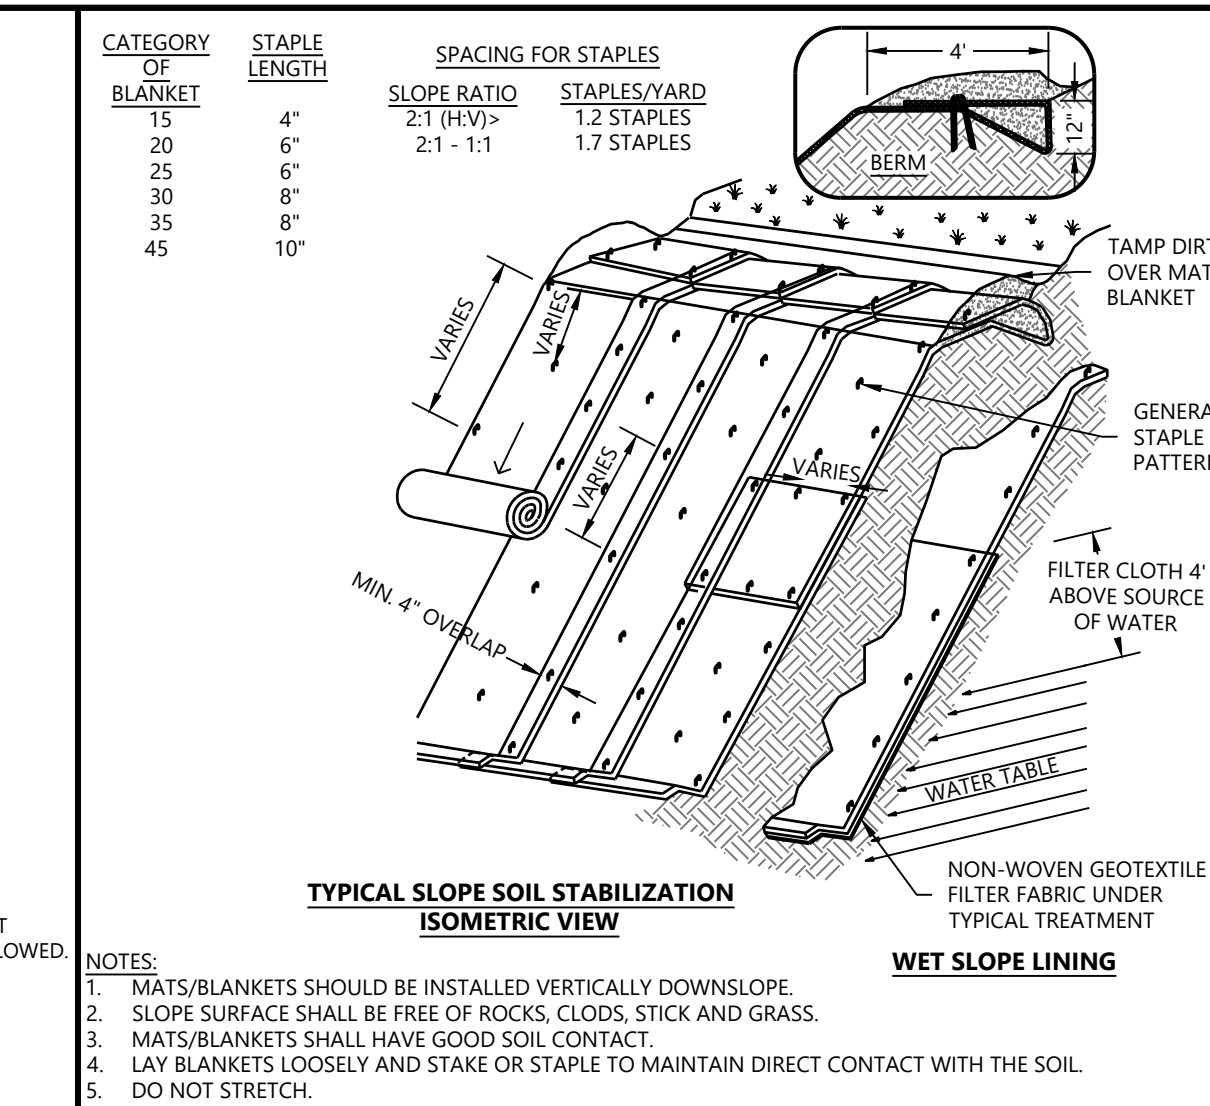 CATEGORY
OF
BLANKET
STAPLE
LENGTH
15 4"
20 6"
25 6"
30 8"
35 8"
45 10"
SPACING FOR STAPLES
SLOPE RATIO STAPLES/YARD
2:1 (H:V)> 1.2 STAPLES
2:1 - 1:1 1.7 STAPLES
4'
12"
BERM
TAMP DIRT
OVER MAT
BLANKET
VARIES
VARIES
VARIES
VARIES
GENERA
STAPLE
PATTERN
MIN. 4" OVERLAP
FILTER CLOTH 4'
ABOVE SOURCE
OF WATER
WATER TABLE
NON-WOVEN GEOTEXTILE
FILTER FABRIC UNDER
TYPICAL TREATMENT
TYPICAL SLOPE SOIL STABILIZATION
ISOMETRIC VIEW
WET SLOPE LINING
T
LOWED.
NOTES:
1. MATS/BLANKETS SHOULD BE INSTALLED VERTICALLY DOWNSLOPE.
2. SLOPE SURFACE SHALL BE FREE OF ROCKS, CLODS, STICK AND GRASS.
3. MATS/BLANKETS SHALL HAVE GOOD SOIL CONTACT.
4. LAY BLANKETS LOOSELY AND STAKE OR STAPLE TO MAINTAIN DIRECT CONTACT WITH THE SOIL.
5. DO NOT STRETCH.